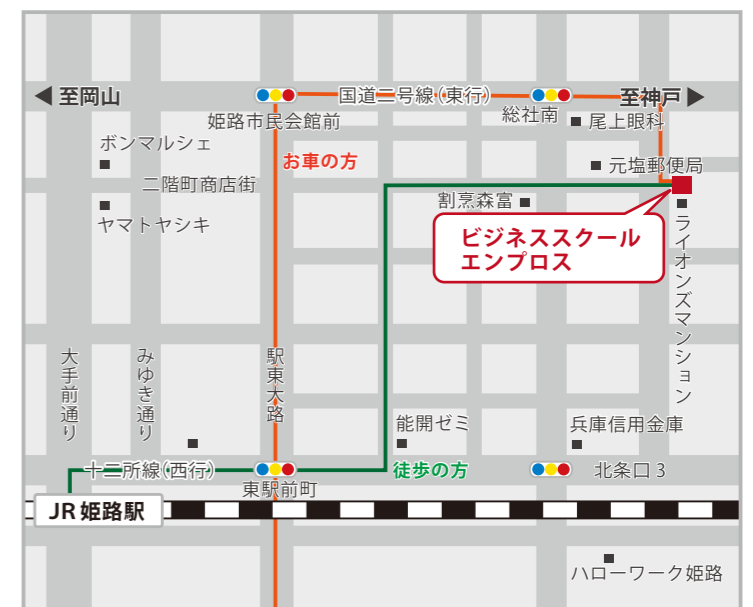 至岡山
国道二号線（東行）
至神戸
姫路市民会館前
総社南
尾上眼科
ボンマルシェ
お車の方
元塩郵便局
二階町商店街
割烹森富
ヤマトヤシキ
ビジネススクール
エンプロス
ライオンズマンション
大手前通り
みゆき通り
駅東大路
能開ゼミ
兵庫信用金庫
十二所線（西行）
徒歩の方
北条口3
東駅前町
JR姫路駅
ハローワーク姫路